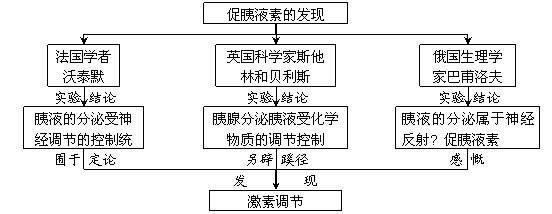 促胰液素的发现
法国学者
沃泰默
英国科学家斯他
林和贝利斯
俄国生理学
家巴甫洛夫
实验 结论
实验 结论
实验 结论
胰液的分泌受神
经调节的控制统
胰腺分泌胰液受化学
物质的调节控制
胰液的分泌属于神经
反射？促胰液素
囿于 定论
另辟 蹊径
感 慨
发 现
激素调节